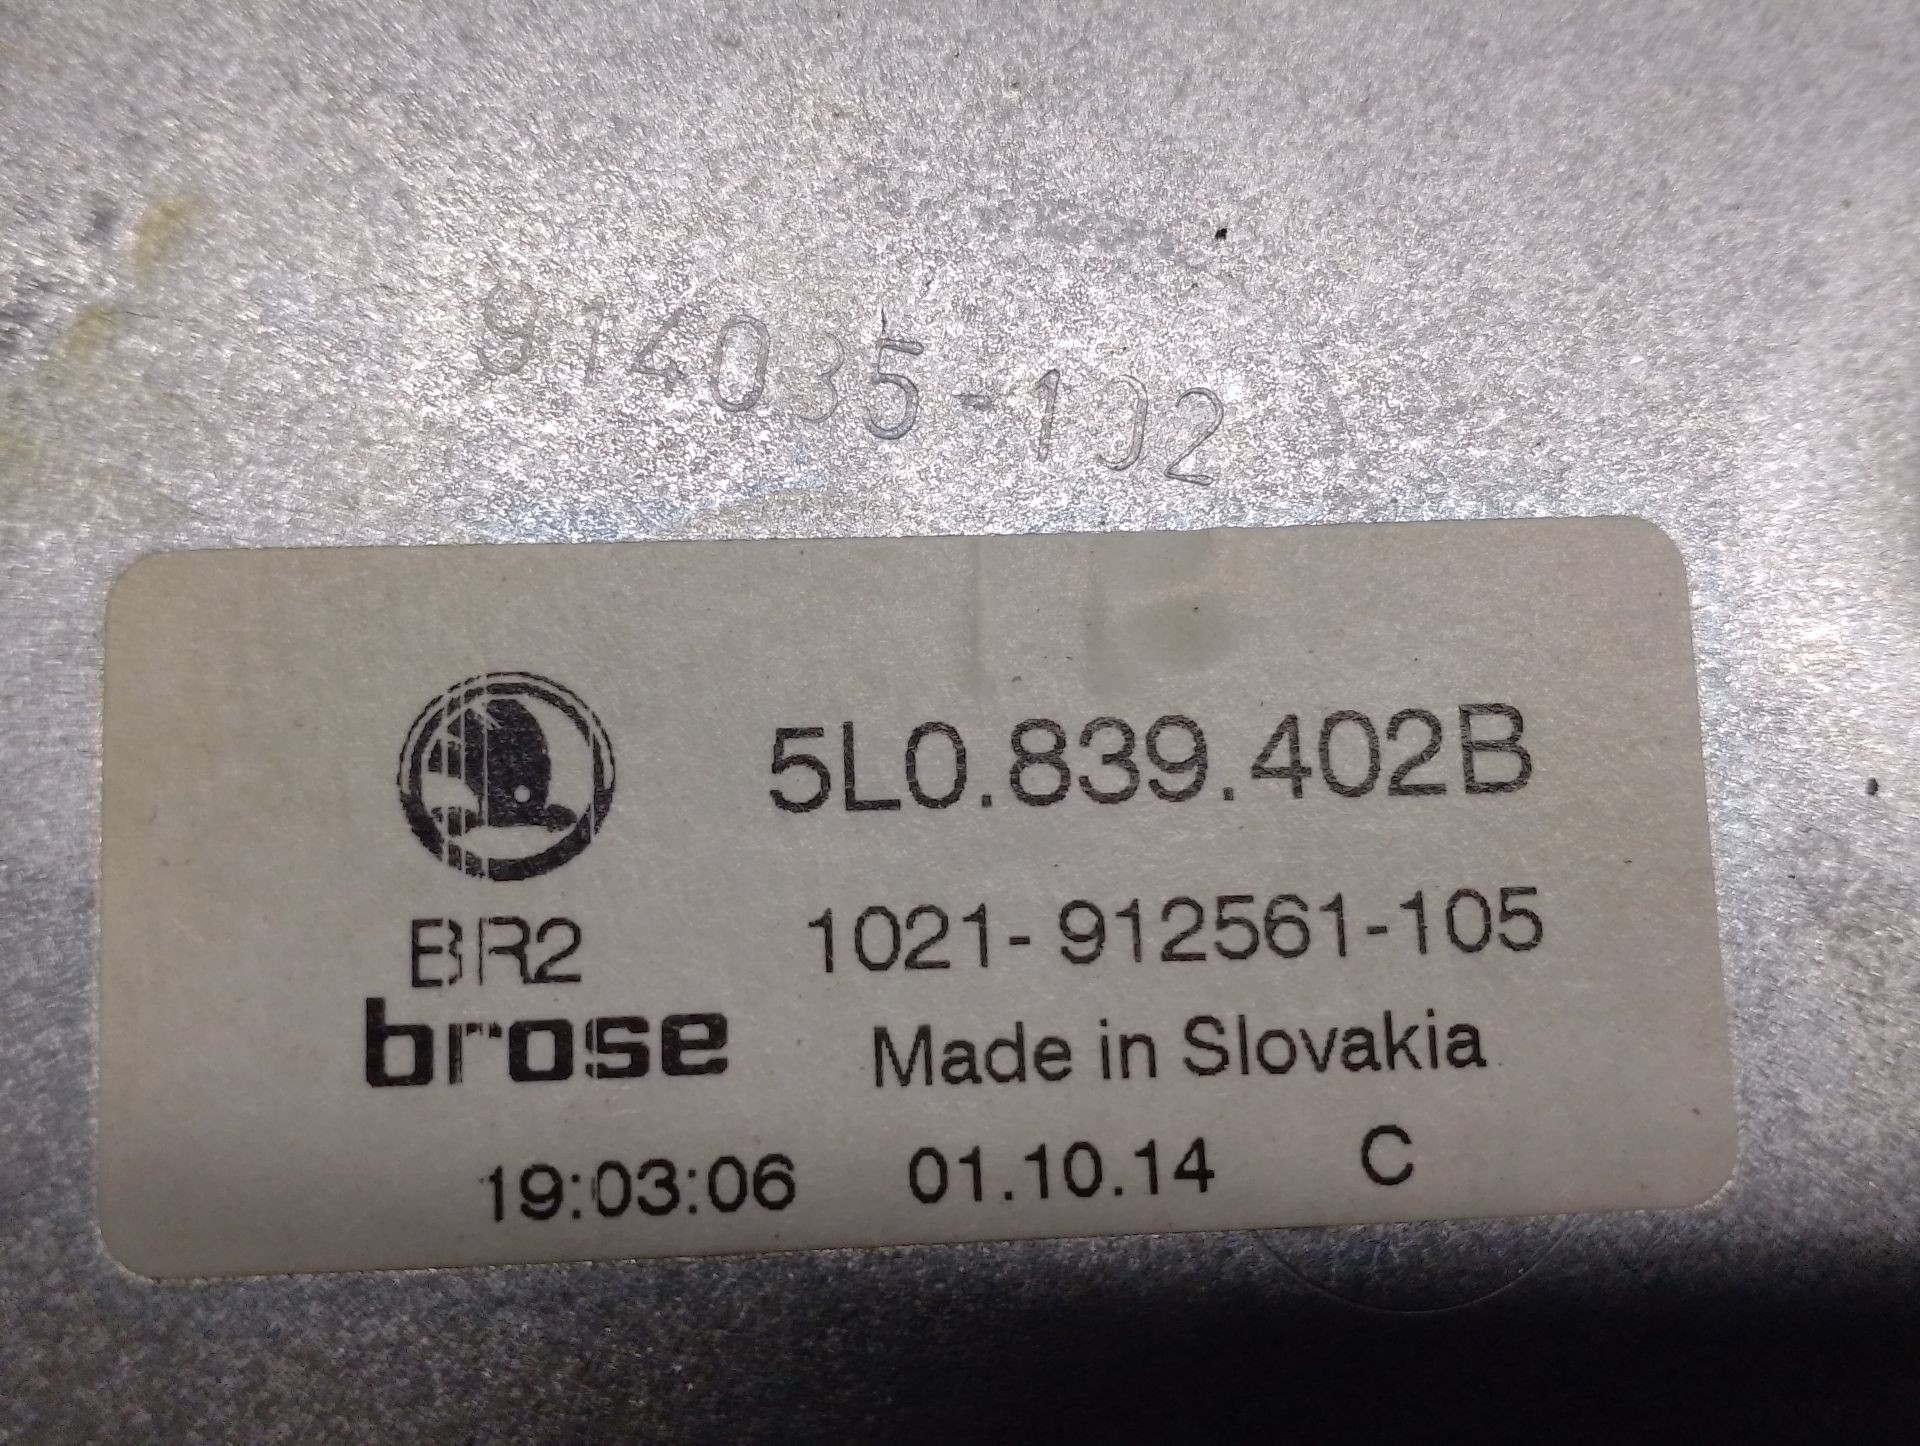 914035-102
5L0.839.402B
BR2 1021-912561-105
brose Made in Slovakia
19:03:06 01.10.14 C